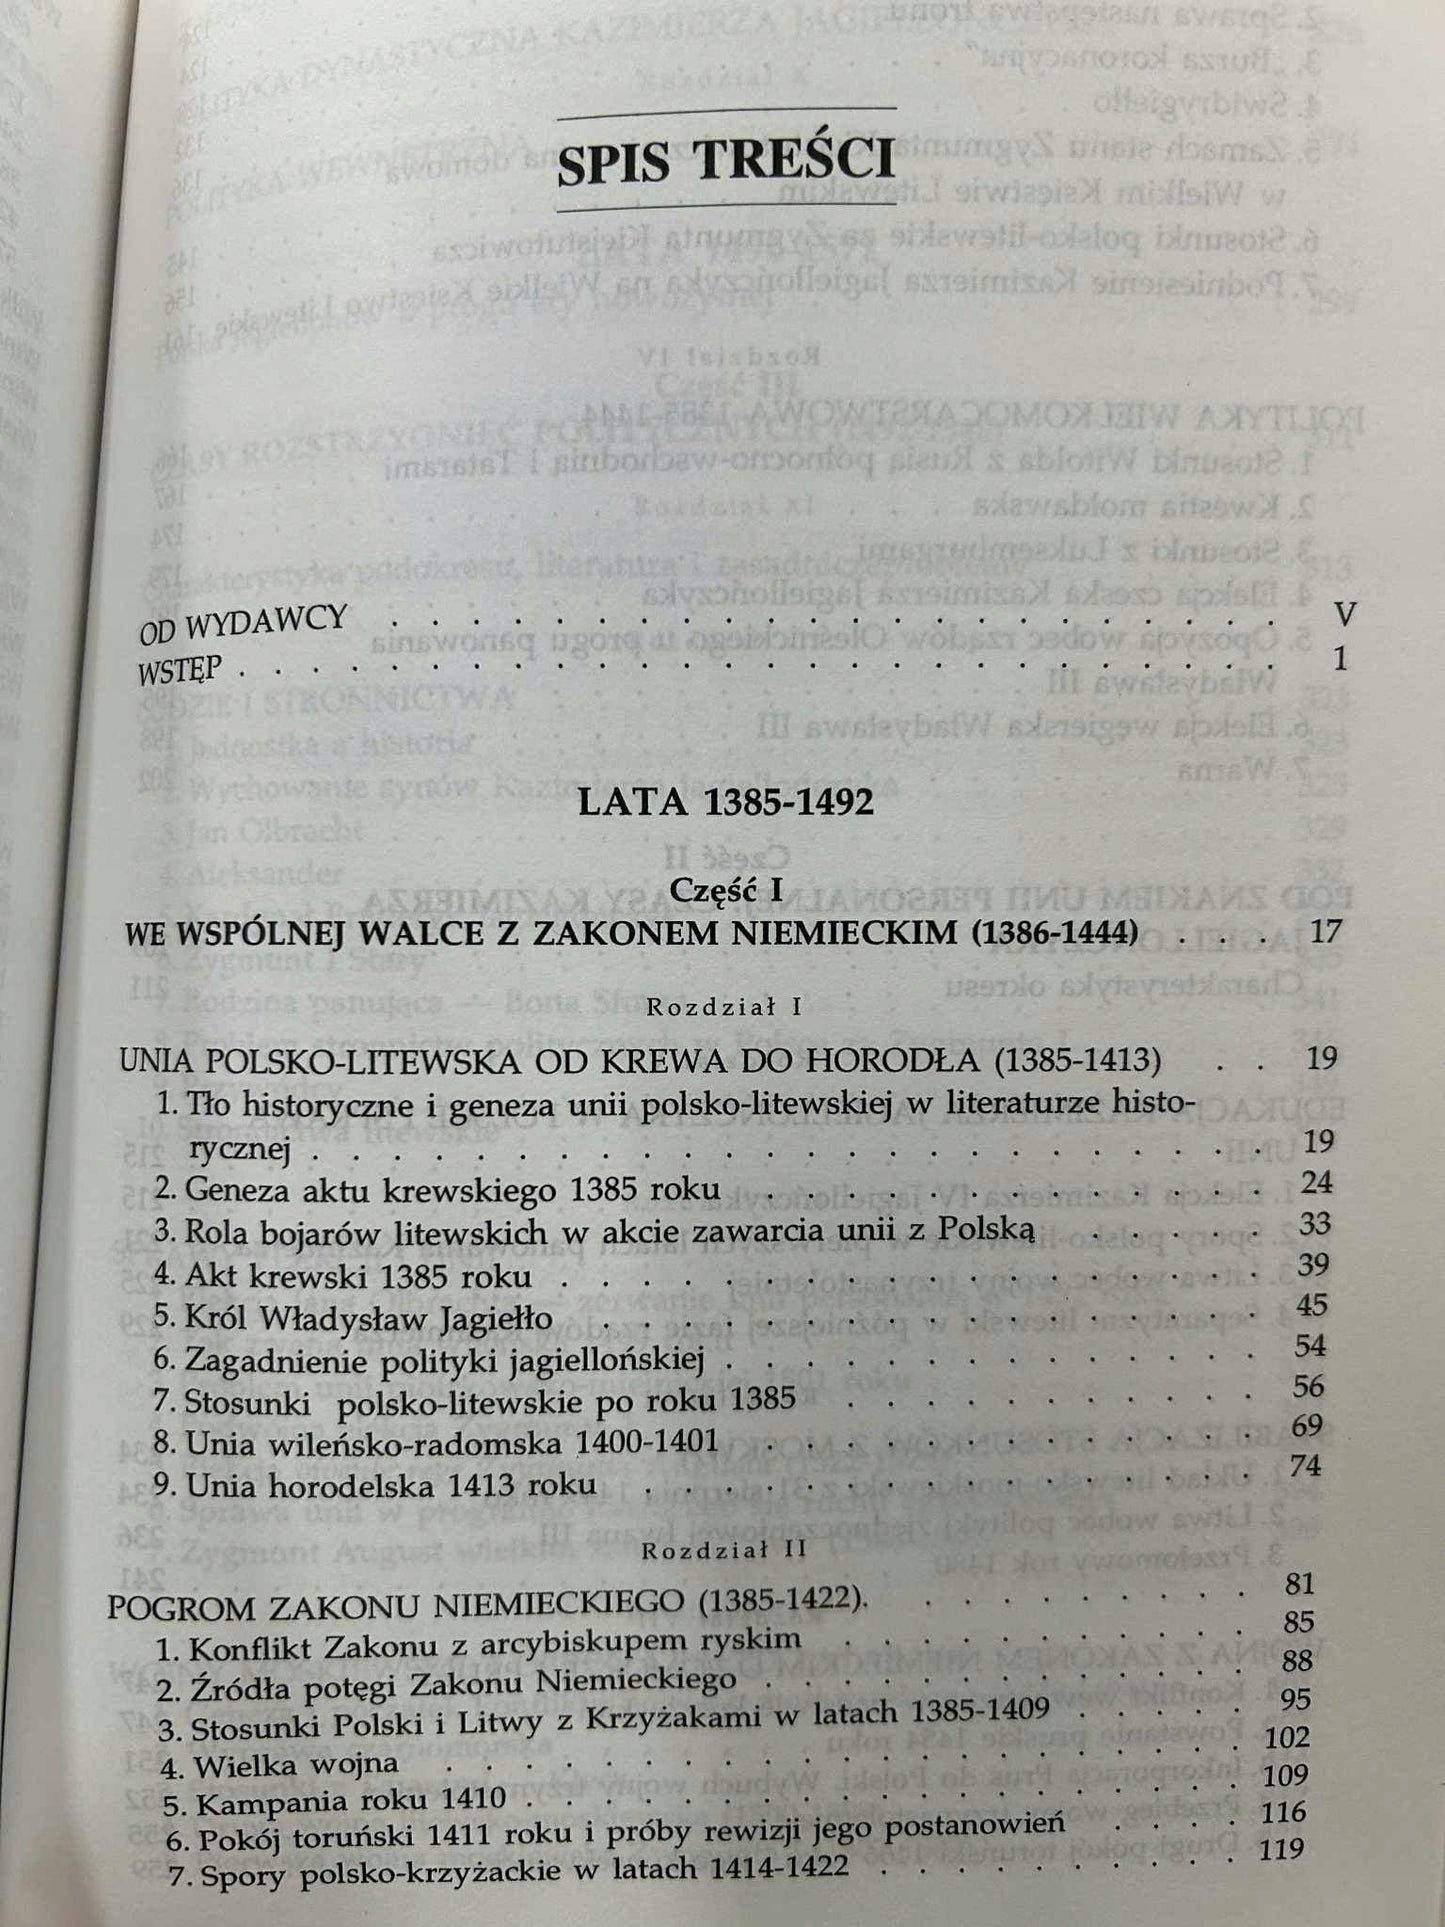 SPIS TREŚCI
OD WYDAWCY . . . . . . . . . . . . . . . . . . . . . . . V
WSTĘP . . . . . . . . . . . . . . . . . . . . . . . . . . . 1
LATA 1385-1492
Część I
WE WSPÓLNEJ WALCE Z ZAKONEM NIEMIECKIM (1386-1444) . . . 17
Rozdział I
UNIA POLSKO-LITEWSKA OD KREWA DO HORODŁA (1385-1413) . . 19
1. Tło historyczne i geneza unii polsko-litewskiej w literaturze histo-
rycznej . . . . . . . . . . . . . . . . . . . . . . . . 19
2. Geneza aktu krewskiego 1385 roku . . . . . . . . . . . . . 24
3. Rola bojarów litewskich w akcie zawarcia unii z Polską . . . . . 33
4. Akt krewski 1385 roku . . . . . . . . . . . . . . . . . . 39
5. Król Władysław Jagiełło . . . . . . . . . . . . . . . . . 45
6. Zagadnienie polityki jagiellońskiej . . . . . . . . . . . . . . 54
7. Stosunki polsko-litewskie po roku 1385 . . . . . . . . . . . 56
8. Unia wileńsko-radomska 1400-1401 . . . . . . . . . . . . . 69
9. Unia horodelska 1413 roku . . . . . . . . . . . . . . . . 74
Rozdział II
POGROM ZAKONU NIEMIECKIEGO (1385-1422). . . . . . . . . . 81
1. Konflikt Zakonu z arcybiskupem ryskim . . . . . . . . . . . 85
2. Źródła potęgi Zakonu Niemieckiego . . . . . . . . . . . . . 88
3. Stosunki Polski i Litwy z Krzyżakami w latach 1385-1409 . . . . . 95
4. Wielka wojna . . . . . . . . . . . . . . . . . . . . . 102
5. Kampania roku 1410 . . . . . . . . . . . . . . . . . . . 109
6. Pokój toruński 1411 roku i próby rewizji jego postanowień . . . . 116
7. Spory polsko-krzyżackie w latach 1414-1422 . . . . . . . . . . 119